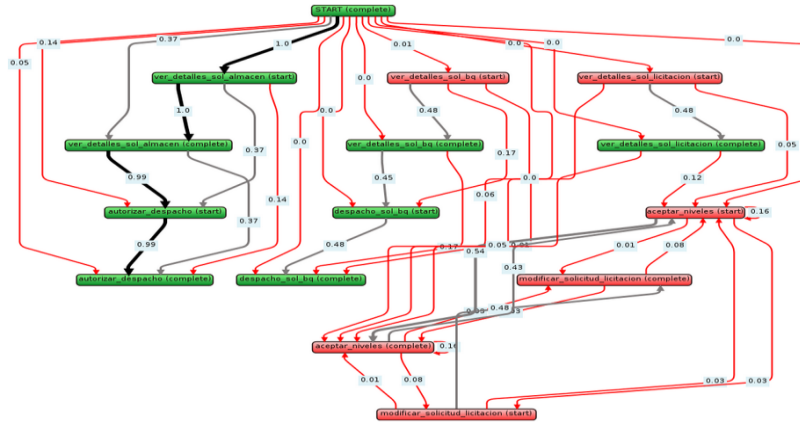 START (complete)
0.14
0.37
1.0
0.01
0.0
0.0
0.0
0.05
ver_detalles_sol_almacen (start)
ver_detalles_sol_bq (start)
ver_detalles_sol_licitacion (start)
0.0
1.0
0.0
0.48
0.48
ver_detalles_sol_almacen (complete)
0.0
ver_detalles_sol_bq (complete)
ver_detalles_sol_licitacion (complete)
0.05
0.37
0.17
0.99
0.45
0.0
0.12
0.14
0.06
autorizar_despacho (start)
despacho_sol_bq (start)
aceptar_niveles (start)
0.16
0.37
0.99
0.48
0.17
0.54
0.05
0.01
0.08
0.43
autorizar_despacho (complete)
despacho_sol_bq (complete)
modificar_solicitud_licitacion (complete)
0.48
aceptar_niveles (complete)
0.01
0.08
0.03
0.03
modificar_solicitud_licitacion (start)